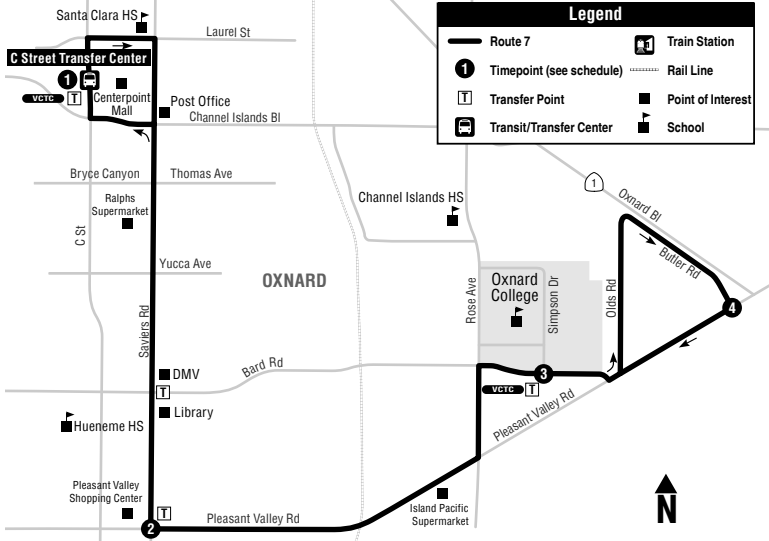 Santa Clara HS
Laurel St
C Street Transfer Center
1
VCTC
T
Centerpoint
Mall
Post Office
Channel Islands Bl
Bryce Canyon
Thomas Ave
Ralphs
Supermarket
C St
Yucca Ave
OXNARD
Saviers Rd
DMV
Bard Rd
T
Library
Hueneme HS
Pleasant Valley
Shopping Center
T
2
Pleasant Valley Rd
Island Pacific
Supermarket
Channel Islands HS
Rose Ave
Oxnard
College
Simpson Dr
3
VCTC
T
Pleasant Valley Rd
Olds Rd
1
Oxnard Bl
Butler Rd
4
N
Legend
Route 7
Train Station
1
Timepoint (see schedule)
Rail Line
T
Transfer Point
Point of Interest
Transit/Transfer Center
School